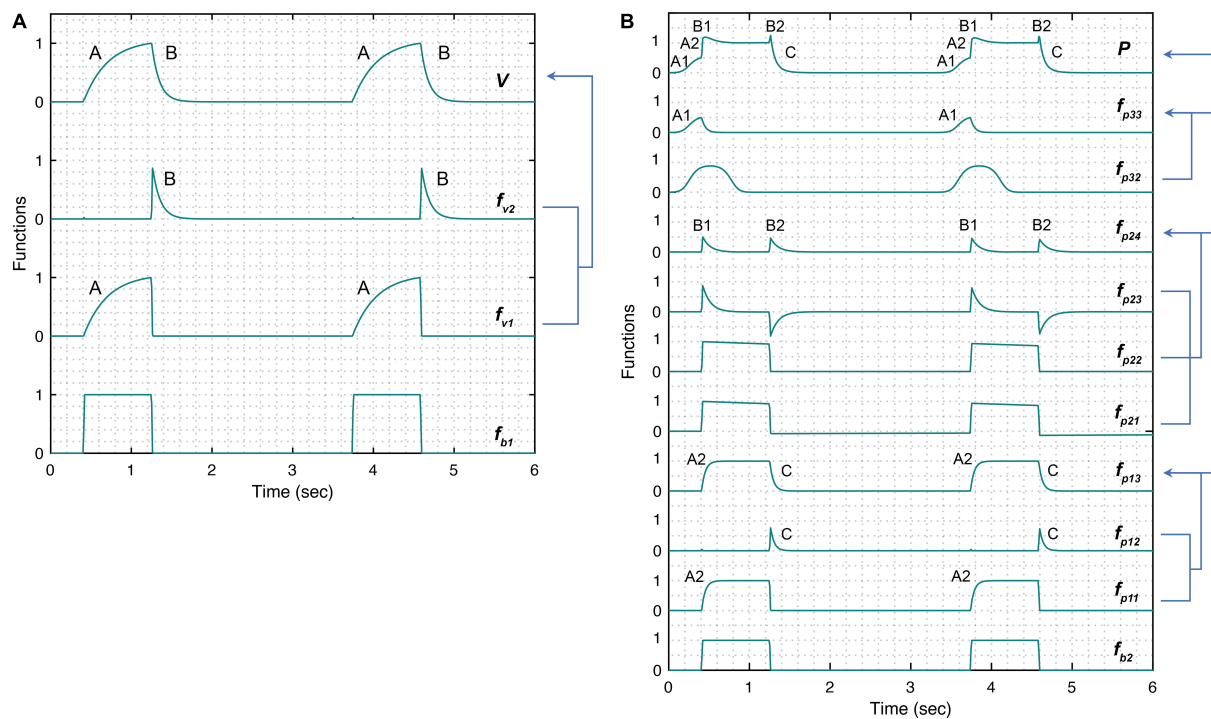 A
Functions
1
0
A
B
A
B
V
1
0
B
B
f_v2
1
0
A
A
f_v1
1
0
f_b1
0 1 2 3 4 5 6
Time (sec)
B
Functions
B1 B2 B1 B2
1
0
A2
A1
C
A2
A1
C
P
1
0
A1
A1
f_p33
1
0
f_p32
1
0
B1 B2 B1 B2
f_p24
1
0
f_p23
1
0
f_p22
1
0
f_p21
1
0
A2
C
A2
C
f_p13
1
0
C
C
f_p12
1
0
A2
A2
f_p11
1
0
f_b2
0 1 2 3 4 5 6
Time (sec)